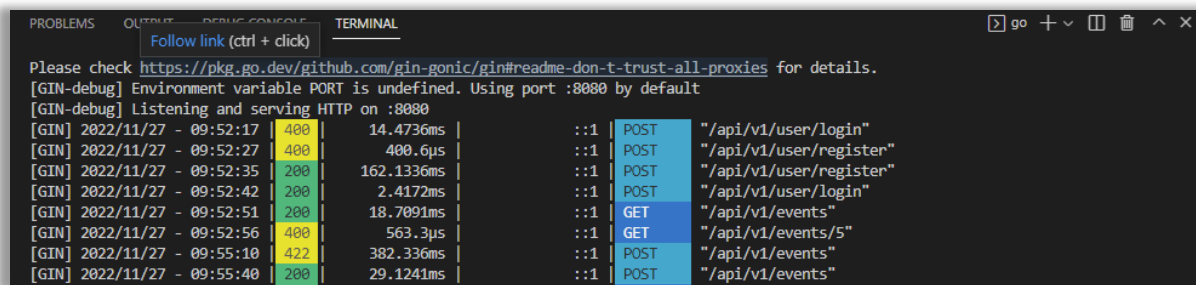 PROBLEMS OUTPUT DEBUG CONSOLE TERMINAL go
Follow link (ctrl + click)
Please check https://pkg.go.dev/github.com/gin-gonic/gin#readme-don-t-trust-all-proxies for details.
[GIN-debug] Environment variable PORT is undefined. Using port :8080 by default
[GIN-debug] Listening and serving HTTP on :8080
[GIN] 2022/11/27 - 09:52:17 | 400 | 14.4736ms | ::1 | POST "/api/v1/user/login"
[GIN] 2022/11/27 - 09:52:27 | 400 | 400.6µs | ::1 | POST "/api/v1/user/register"
[GIN] 2022/11/27 - 09:52:35 | 200 | 162.1336ms | ::1 | POST "/api/v1/user/register"
[GIN] 2022/11/27 - 09:52:42 | 200 | 2.4172ms | ::1 | POST "/api/v1/user/login"
[GIN] 2022/11/27 - 09:52:51 | 200 | 18.7091ms | ::1 | GET "/api/v1/events"
[GIN] 2022/11/27 - 09:52:56 | 400 | 563.3µs | ::1 | GET "/api/v1/events/5"
[GIN] 2022/11/27 - 09:55:10 | 422 | 382.336ms | ::1 | POST "/api/v1/events"
[GIN] 2022/11/27 - 09:55:40 | 200 | 29.1241ms | ::1 | POST "/api/v1/events"